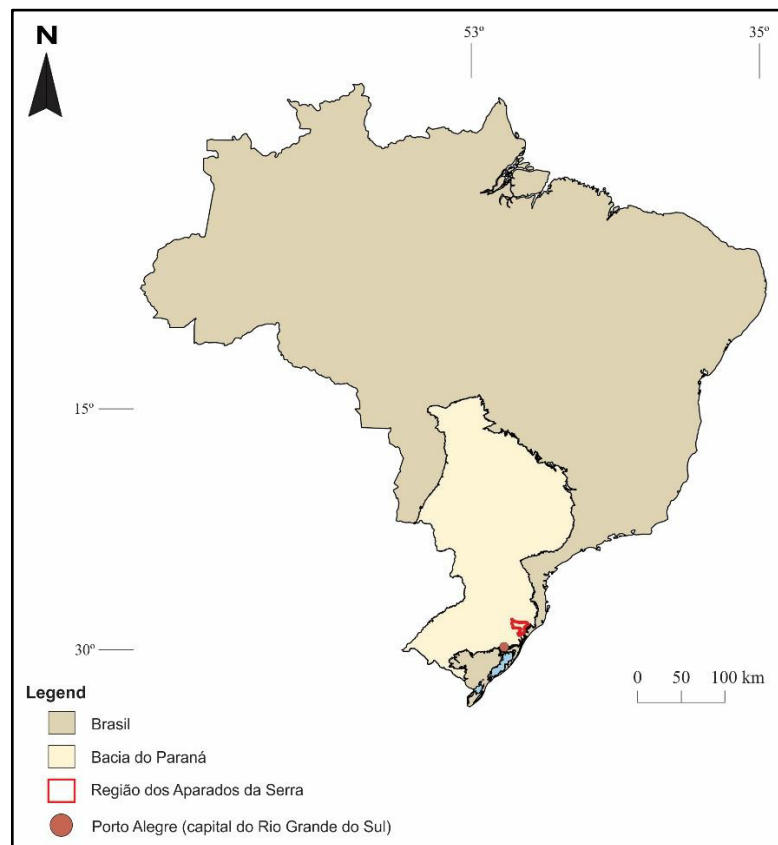 N
53º
35º
15º
30º
0 50 100 km
Legend
Brasil
Bacia do Paraná
Região dos Aparados da Serra
Porto Alegre (capital do Rio Grande do Sul)